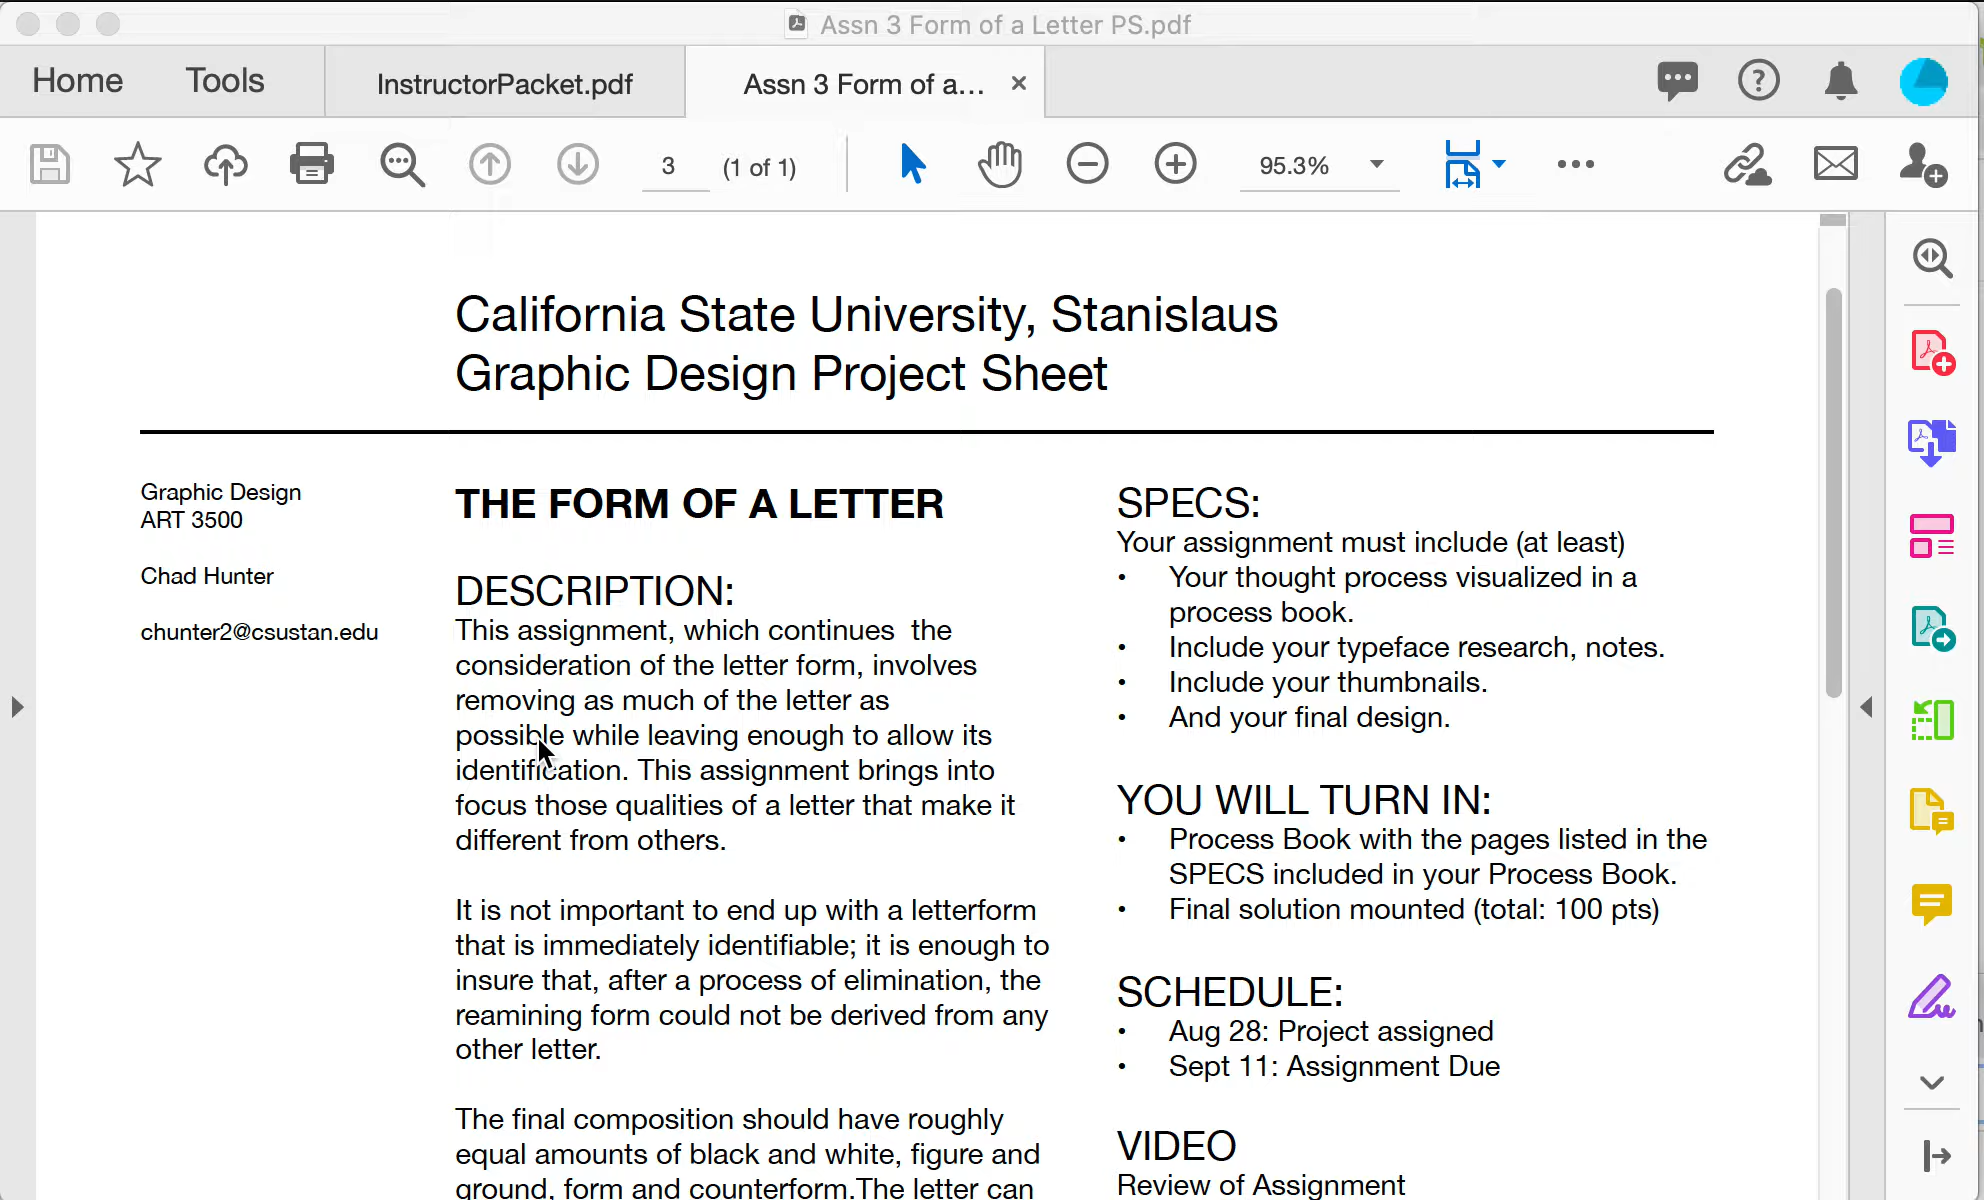 Assn 3 Form of a Letter PS.pdf
Home
Tools
InstructorPacket.pdf
Assn 3 Form of a...
3
(1 of 1)
95.3%
California State University, Stanislaus
Graphic Design Project Sheet
Graphic Design
ART 3500
Chad Hunter
chunter2@csustan.edu
THE FORM OF A LETTER
DESCRIPTION:
This assignment, which continues  the
consideration of the letter form, involves
removing as much of the letter as
possible while leaving enough to allow its
identification. This assignment brings into
focus those qualities of a letter that make it
different from others.
It is not important to end up with a letterform
that is immediately identifiable; it is enough to
insure that, after a process of elimination, the
reamining form could not be derived from any
other letter.
The final composition should have roughly
equal amounts of black and white, figure and
ground, form and counterform.The letter can
SPECS:
Your assignment must include (at least)
• Your thought process visualized in a
process book.
• Include your typeface research, notes.
• Include your thumbnails.
• And your final design.
YOU WILL TURN IN:
• Process Book with the pages listed in the
SPECS included in your Process Book.
• Final solution mounted (total: 100 pts)
SCHEDULE:
• Aug 28: Project assigned
• Sept 11: Assignment Due
VIDEO
Review of Assignment